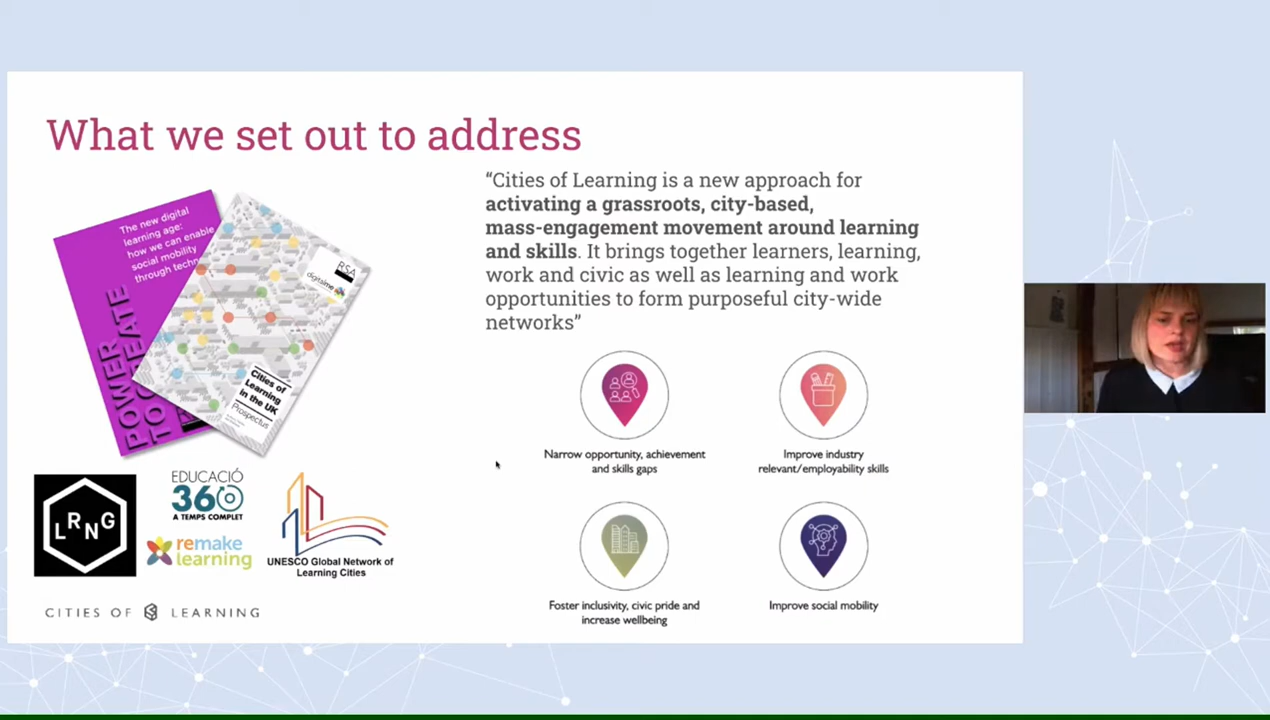 What we set out to address
“Cities of Learning is a new approach for
activating a grassroots, city-based,
mass-engagement movement around learning
and skills. It brings together learners, learning,
work and civic as well as learning and work
opportunities to form purposeful city-wide
networks”
The new digital
learning age:
how we can enable
social mobility
through
POWER
TO CREATE
RSA
digitalme
Cities of
Learning
in the UK
Prospectus
Narrow opportunity, achievement
and skills gaps
Improve industry
relevant/employability skills
Foster inclusivity, civic pride and
increase wellbeing
Improve social mobility
LRNG
EDUCACIÓ
360
A TEMPS COMPLET
remake
learning
UNESCO Global Network of
Learning Cities
CITIES OF LEARNING